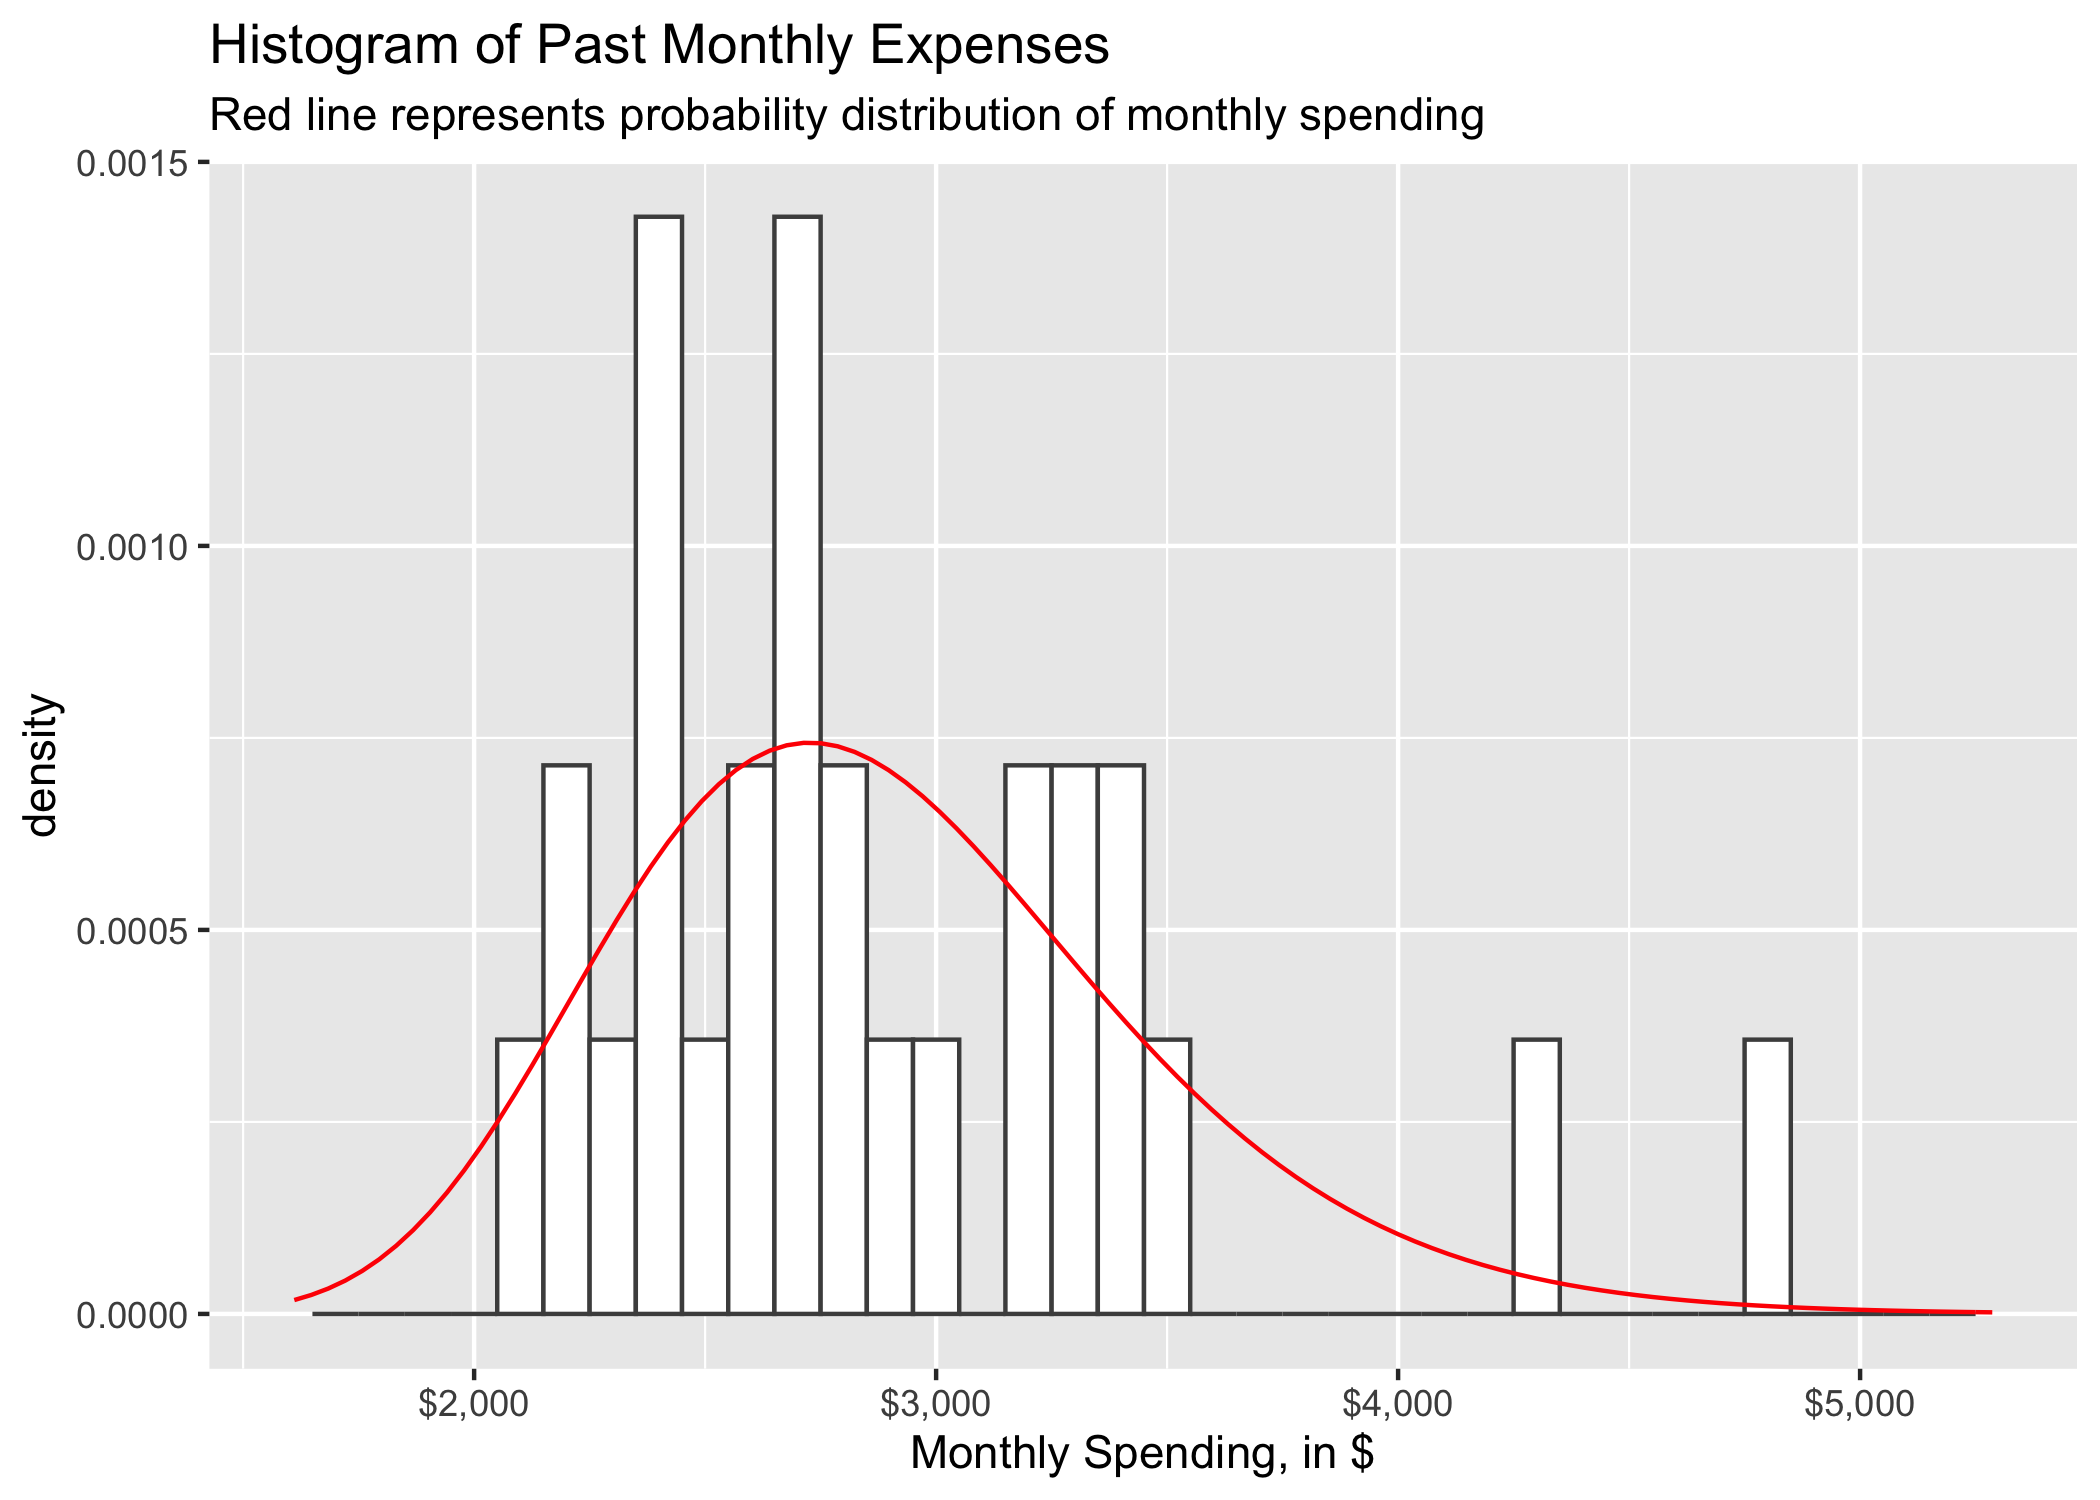 Histogram of Past Monthly Expenses
Red line represents probability distribution of monthly spending
0.0015
0.0010
0.0005
0.0000
density
$2,000 $3,000 $4,000 $5,000
Monthly Spending, in $